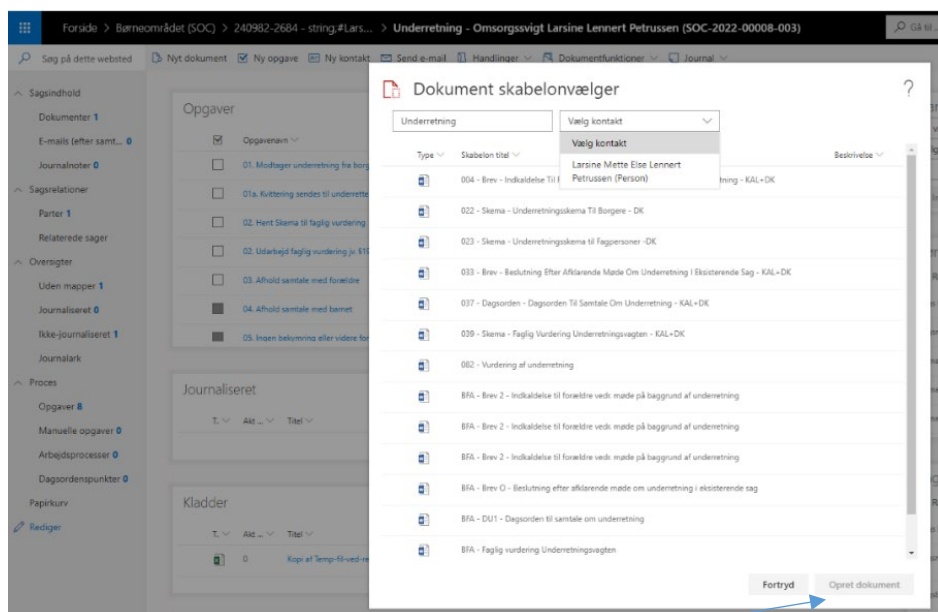 Forside > Børneområdet (SOC) > 240982-2684 - string,#Lars... > Underretning - Omsorgssvigt Larsine Lennert Petrussen (SOC-2022-00008-003)
Gå til
Søg på dette websted
Nyt dokument Ny opgave Ny kontakt Send e-mail Handlinger Dokumentfunktioner Journal
Sagsindhold
Dokumenter 1
E-mails (efter samt... 0
Journalnoter 0
Sagsrelationer
Parter 1
Relaterede sager
Oversigter
Uden mapper 1
Journaliseret 0
Ikke-journaliseret 1
Journalark
Proces
Opgaver 8
Manuelle opgaver 0
Arbejdsprocesser 0
Dagsordenspunkter 0
Papirkurv
Rediger
Opgaver
Opgavenavn
01. Modtager underretning fra borg
01a. Kvittering sendes til underrette
02. Hent Skema til faglig vurdering
02. Udarbejd faglig vurdering jv. §19
03. Afhold samtale med forældre
04. Afhold samtale med barnet
05. Ingen bekymring eller videre for
Journaliseret
T. Akt ... Titel
Kladder
T. Akt ... Titel
0 Kopi af Temp-fil-ved-re
Dokument skabelonvælger
?
Underretning
Vælg kontakt
Vælg kontakt
Larsine Mette Else Lennert
Petrussen (Person)
Type Skabelon titel Beskrivelse
004 - Brev - Indkaldelse Til tning - KAL+DK
022 - Skema - Underretningsskema Til Borgere - DK
023 - Skema - Underretningsskema til Fagpersoner -DK
033 - Brev - Beslutning Efter Afklarende Møde Om Underretning I Eksisterende Sag - KAL+DK
037 - Dagsorden - Dagsorden Til Samtale Om Underretning - KAL+DK
039 - Skema - Faglig Vurdering Underretningsvagten - KAL+DK
082 - Vurdering af underretning
BFA - Brev 2 - Indkaldelse til forældre vedr. møde på baggrund af underretning
BFA - Brev 2 - Indkaldelse til forældre vedr. møde på baggrund af underretning
BFA - Brev 2 - Indkaldelse til forældre vedr. møde på baggrund af underretning
BFA - Brev O - Beslutning efter afklarende møde om underretning i eksisterende sag
BFA - DU1 - Dagsorden til samtale om underretning
BFA - Faglig vurdering Underretningsvagten
Fortryd
Opret dokument